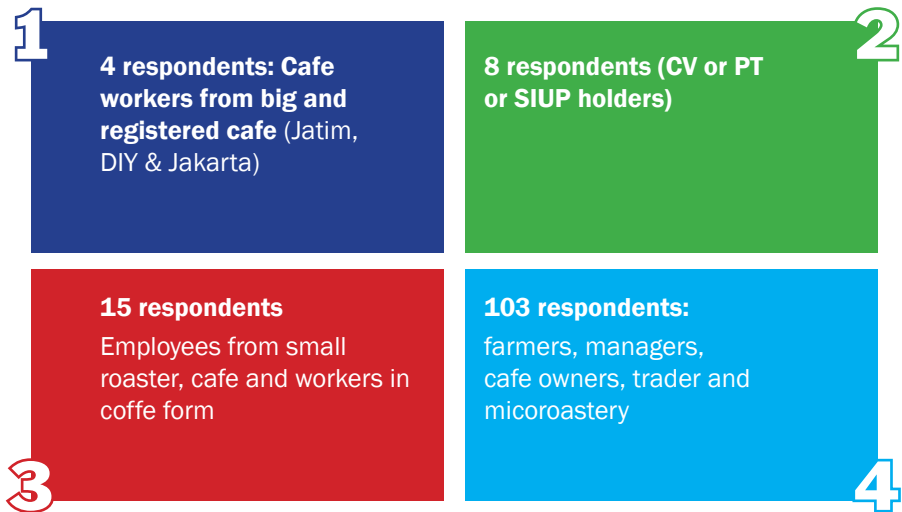 1
4 respondents: Cafe
workers from big and
registered cafe (Jatim,
DIY & Jakarta)
2
8 respondents (CV or PT
or SIUP holders)
3
15 respondents
Employees from small
roaster, cafe and workers in
coffe form
4
103 respondents:
farmers, managers,
cafe owners, trader and
micoroastery